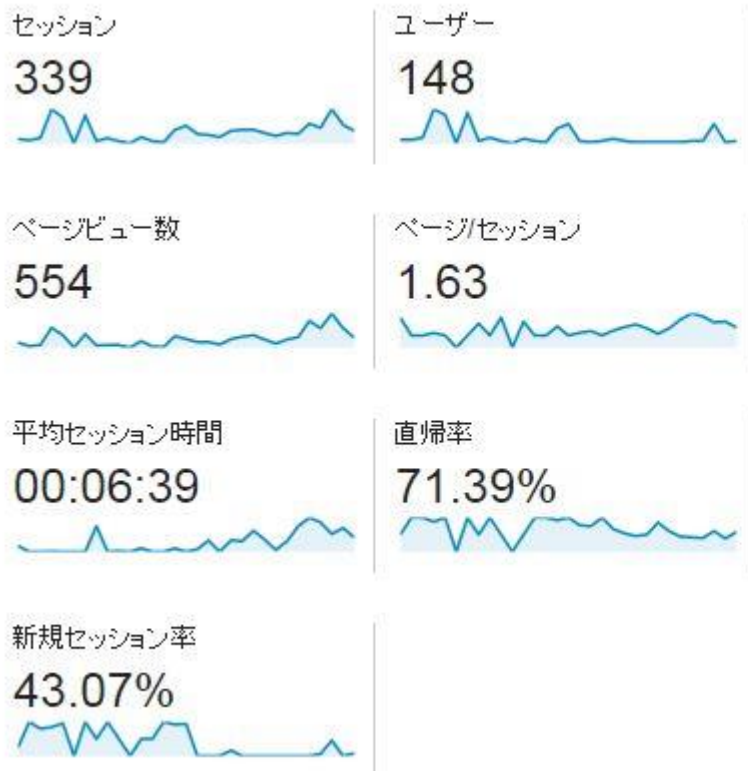 セッション
339
ユーザー
148
ページビュー数
554
ページ/セッション
1.63
平均セッション時間
00:06:39
直帰率
71.39%
新規セッション率
43.07%